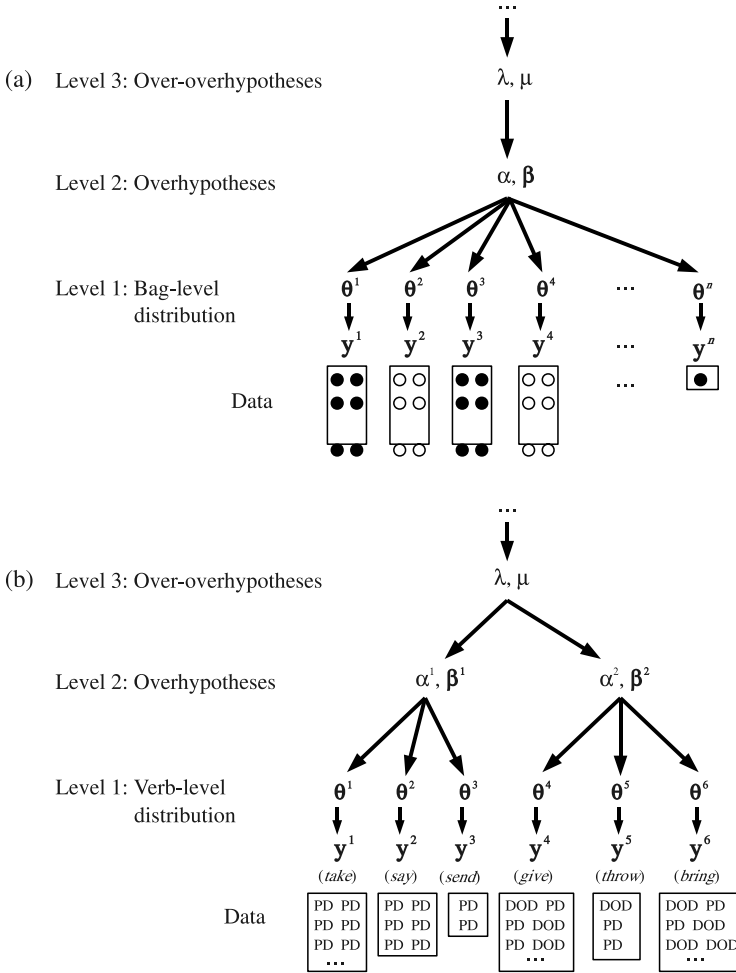 ...
(a) Level 3: Over-overhypotheses λ, μ
Level 2: Overhypotheses α, β
Level 1: Bag-level distribution θ¹ θ² θ³ θ⁴ ... θⁿ
y¹ y² y³ y⁴ ... yⁿ
Data ...
...
(b) Level 3: Over-overhypotheses λ, μ
Level 2: Overhypotheses α¹, β¹ α², β²
Level 1: Verb-level distribution θ¹ θ² θ³ θ⁴ θ⁵ θ⁶
y¹ y² y³ y⁴ y⁵ y⁶
(take) (say) (send) (give) (throw) (bring)
Data PD PD PD PD PD DOD PD DOD DOD PD
PD PD PD PD PD PD DOD PD PD DOD
PD PD PD PD PD DOD PD DOD DOD
... ... ...